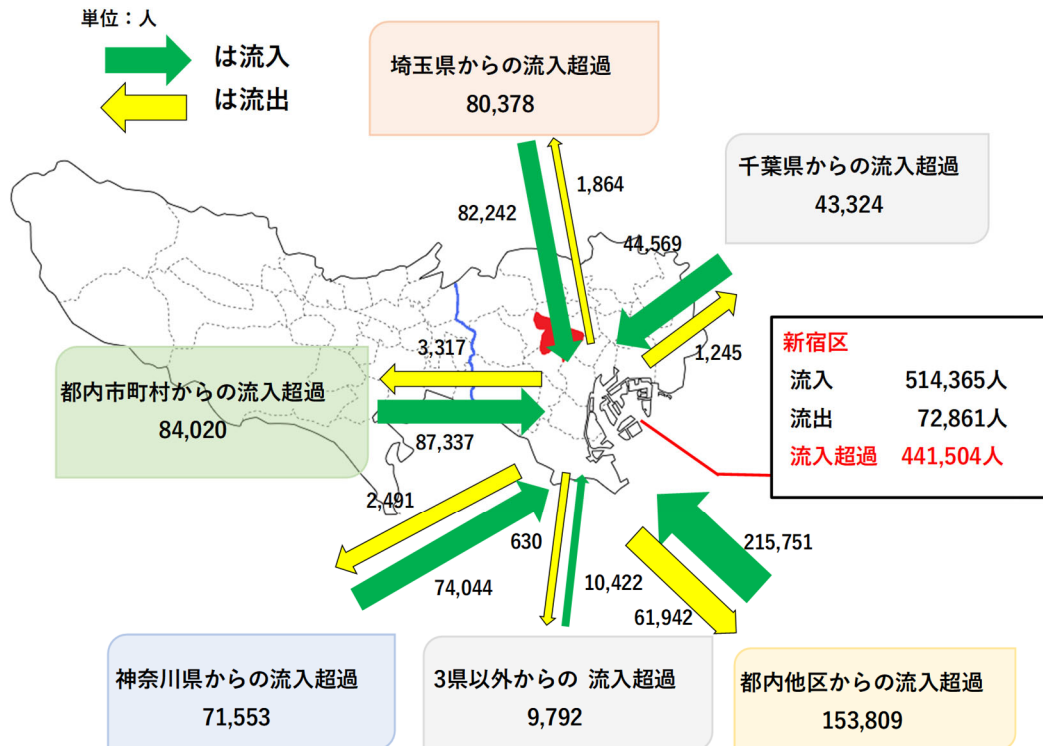 単位：人
は流入
は流出
埼玉県からの流入超過
80,378
千葉県からの流入超過
43,324
1,864
82,242
44,569
1,245
新宿区
流入 514,365人
流出 72,861人
流入超過 441,504人
3,317
都内市町村からの流入超過
84,020
87,337
2,491
630
74,044
10,422
215,751
61,942
神奈川県からの流入超過
71,553
3県以外からの 流入超過
9,792
都内他区からの流入超過
153,809